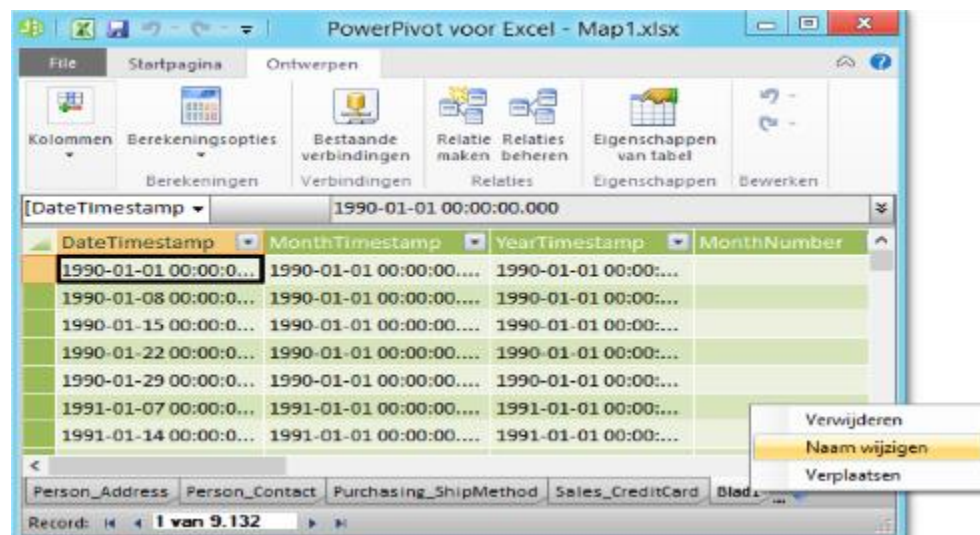 PowerPivot voor Excel - Map1.xlsx
File Startpagina Ontwerpen
Kolommen Berekeningsopties Bestaande verbindingen Relatie maken Relaties beheren Eigenschappen van tabel
Berekeningen Verbindingen Relaties Eigenschappen Bewerken
[DateTimestamp 1990-01-01 00:00:00.000
DateTimestamp MonthTimestamp YearTimestamp MonthNumber
1990-01-01 00:00:0... 1990-01-01 00:00:00.... 1990-01-01 00:00:...
1990-01-08 00:00:0... 1990-01-01 00:00:00.... 1990-01-01 00:00:...
1990-01-15 00:00:0... 1990-01-01 00:00:00.... 1990-01-01 00:00:...
1990-01-22 00:00:0... 1990-01-01 00:00:00.... 1990-01-01 00:00:...
1990-01-29 00:00:0... 1990-01-01 00:00:00.... 1990-01-01 00:00:...
1991-01-07 00:00:0... 1991-01-01 00:00:00.... 1991-01-01 00:00:...
1991-01-14 00:00:0... 1991-01-01 00:00:00.... 1991-01-01 00:00:...
Verwijderen
Naam wijzigen
Verplaatsen
Person_Address Person_Contact Purchasing_ShipMethod Sales_CreditCard Blad1 ...
Record: 1 van 9.132